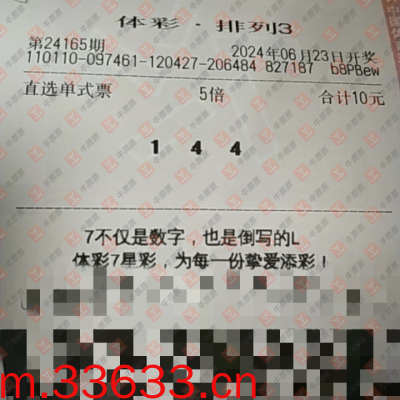 体彩·排列3
第24165期 2024年06月23日开奖
110110-097461-120427-206484 827187 b8PBew
直选单式票 5倍 合计10元
1 4 4
7不仅是数字，也是倒写的L
体彩7星彩，为每一份挚爱添彩！
m.33633.cn